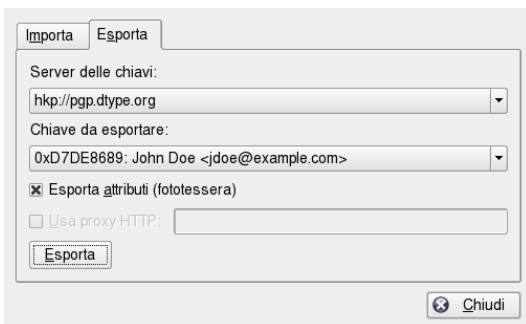 Importa Esporta
Server delle chiavi:
hkp://pgp.dtype.org
Chiave da esportare:
0xD7DE8689: John Doe <jdoe@example.com>
Esporta attributi (fototessera)
Usa proxy HTTP:
Esporta
Chiudi